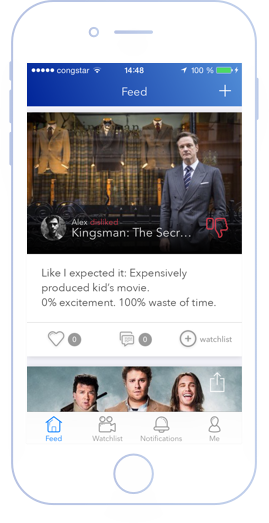 congstar 14:48 100 %
Feed
Alex disliked
Kingsman: The Secr...
Like I expected it: Expensively
produced kid's movie.
0% excitement. 100% waste of time.
0 0 watchlist
Feed Watchlist Notifications Me